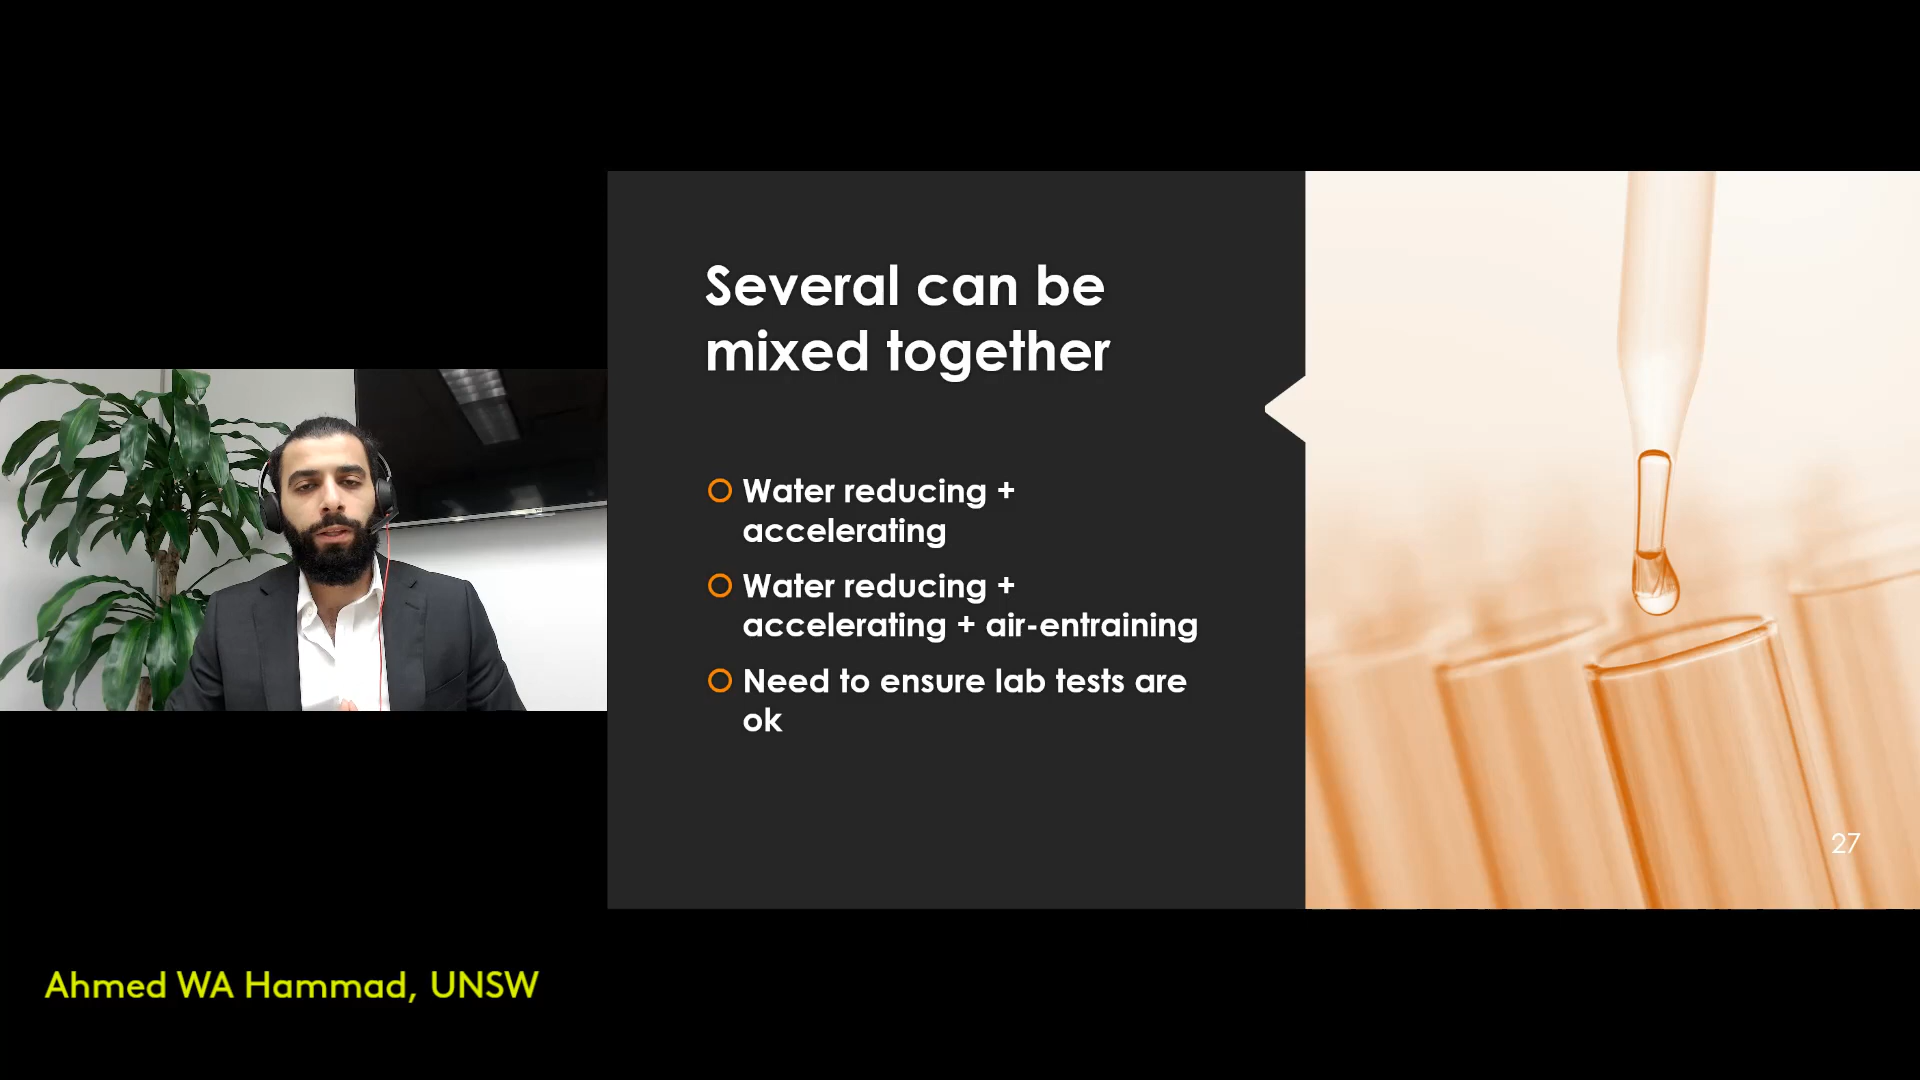 Several can be
mixed together
Water reducing +
accelerating
Water reducing +
accelerating + air-entraining
Need to ensure lab tests are
ok
27
Ahmed WA Hammad, UNSW